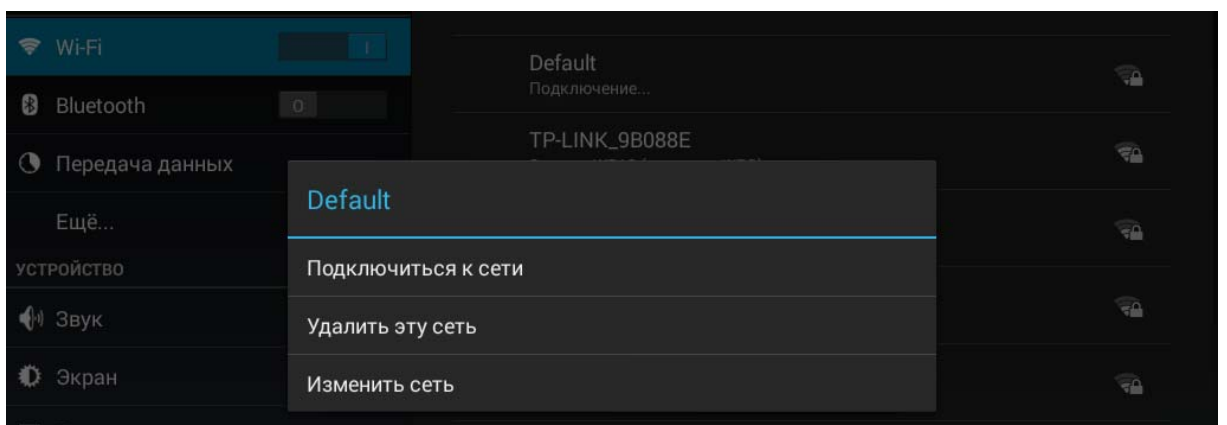 Wi-Fi
I
Bluetooth
O
Передача данных
Ещё...
УСТРОЙСТВО
Звук
Экран
Default
Подключение...
TP-LINK_9B088E
Default
Подключиться к сети
Удалить эту сеть
Изменить сеть